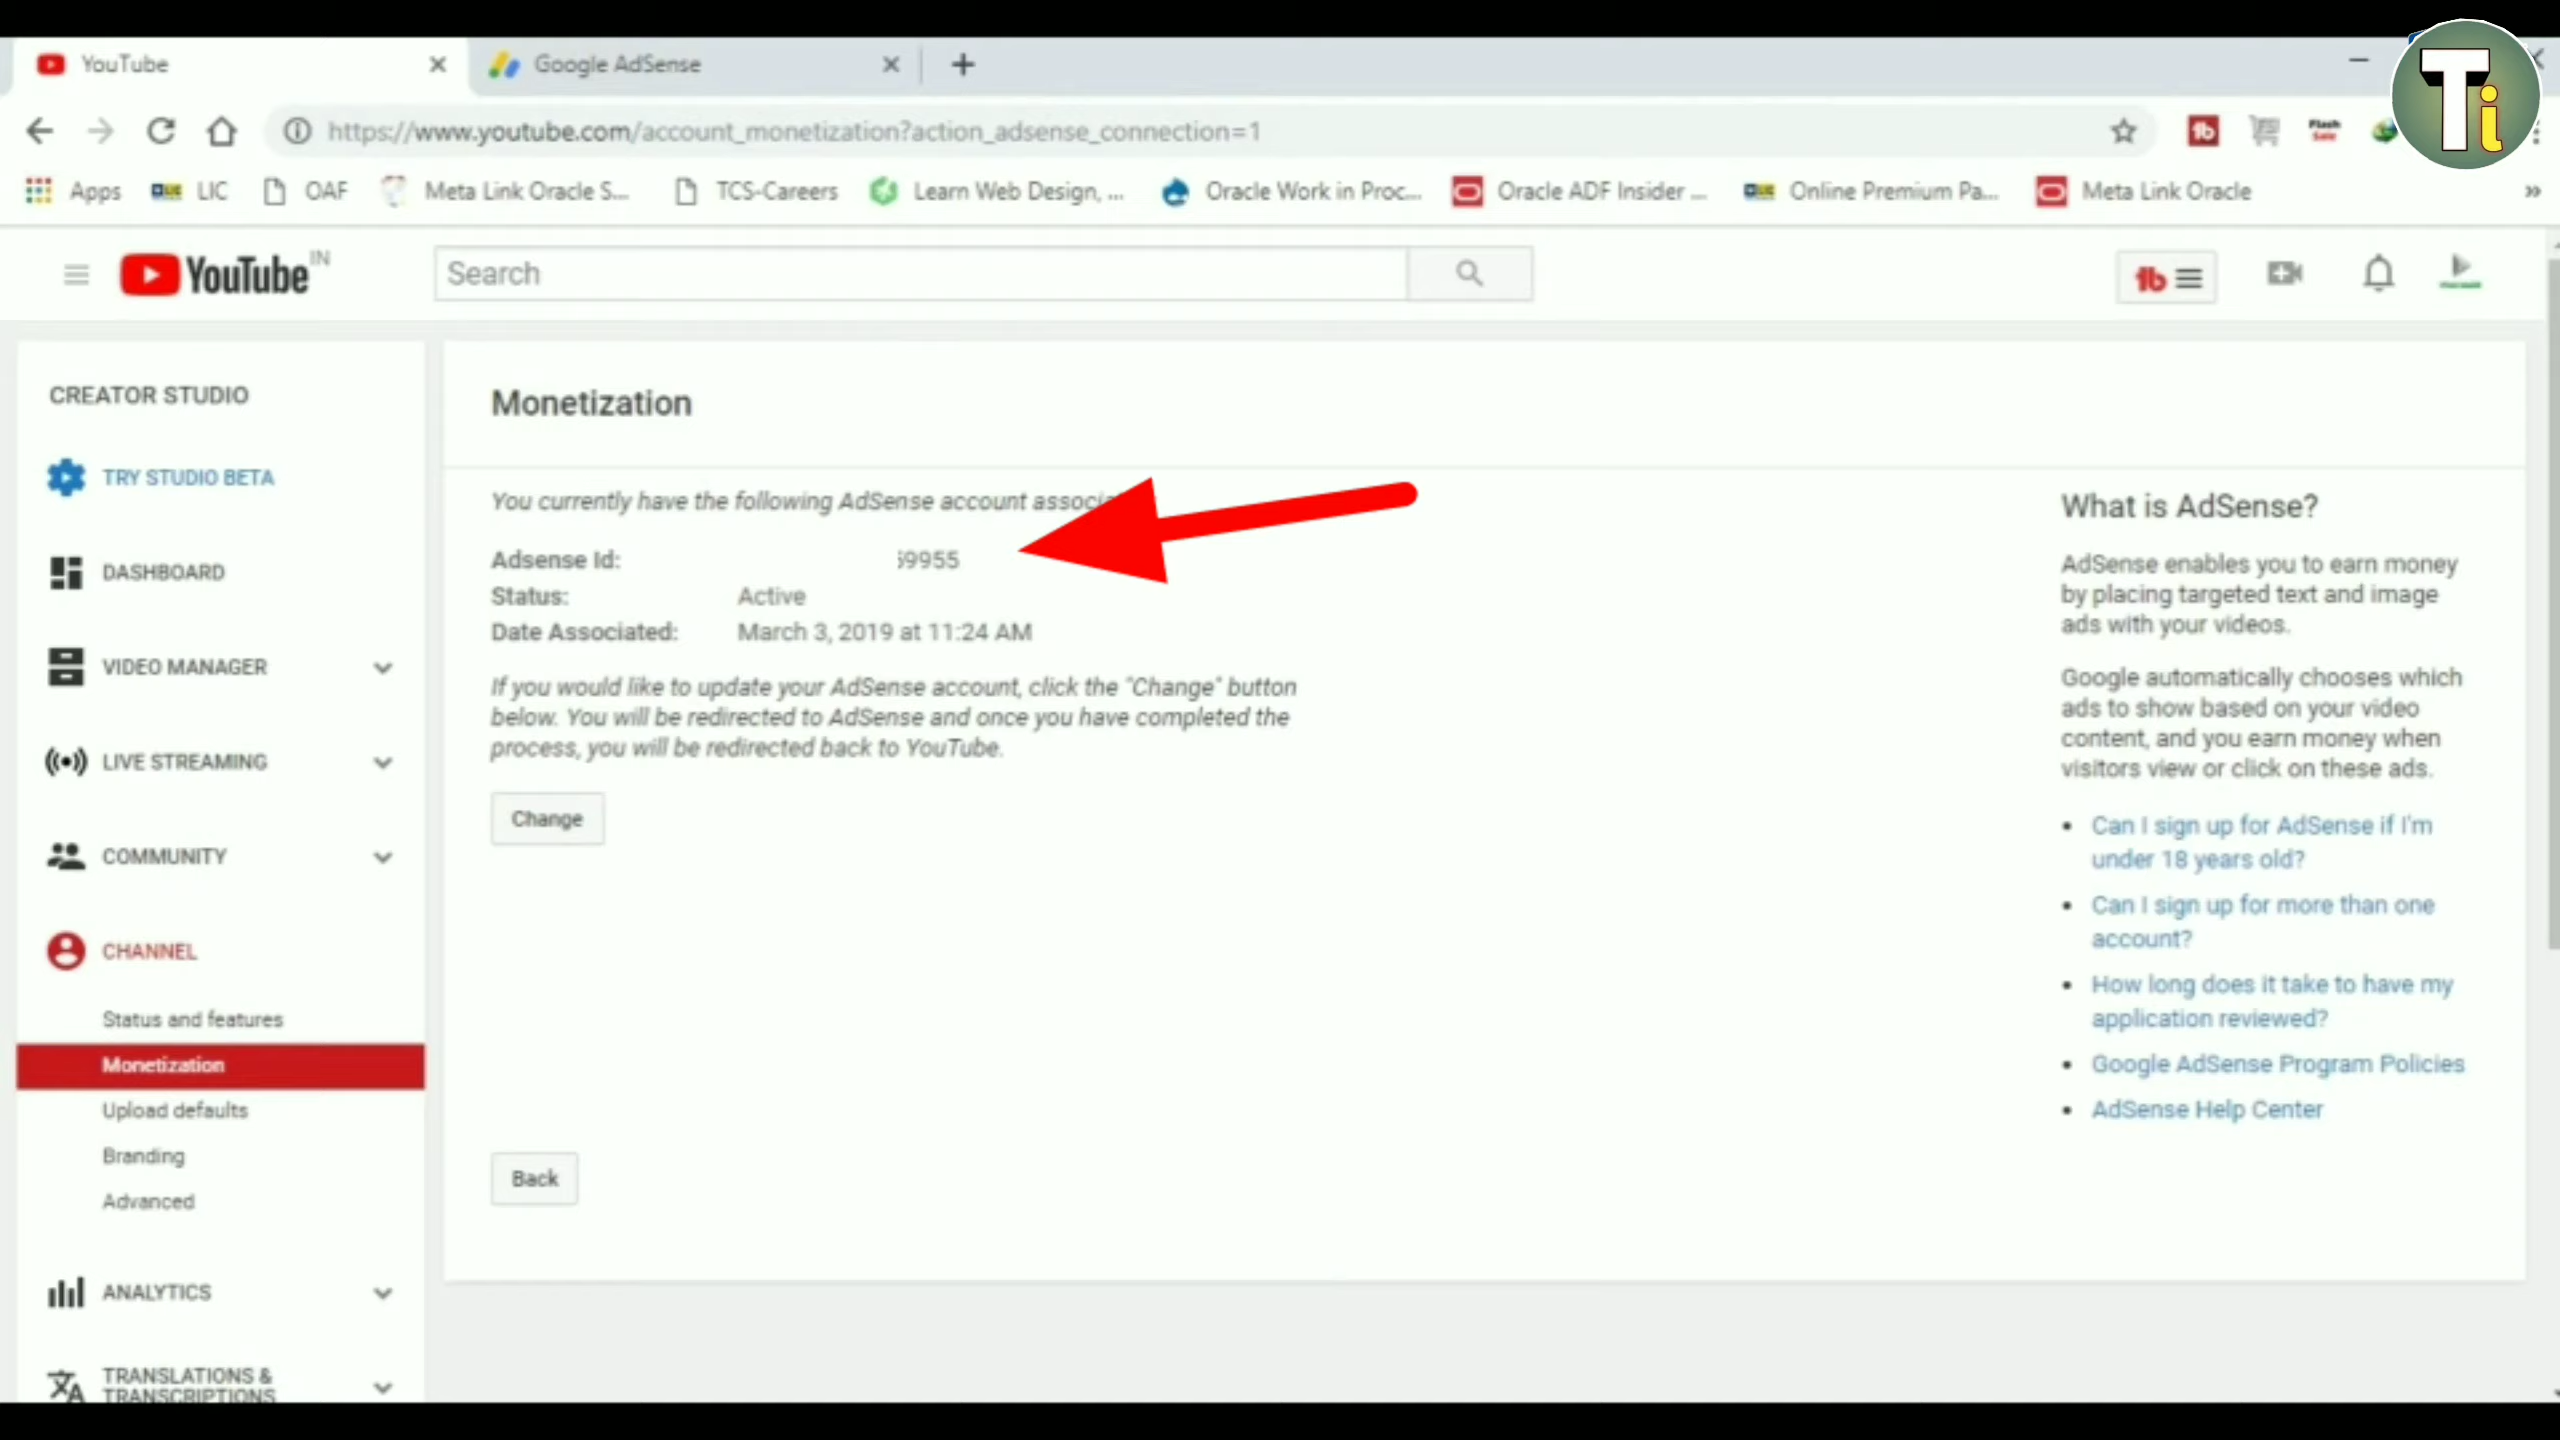 YouTube
Google AdSense
https://www.youtube.com/account_monetization?action_adsense_connection=1
Apps
LIC
OAF
Meta Link Oracle S...
TCS-Careers
Learn Web Design, ...
Oracle Work in Proc...
Oracle ADF Insider ...
Online Premium Pa...
Meta Link Oracle
»
Ti
YouTube IN
Search
CREATOR STUDIO
TRY STUDIO BETA
DASHBOARD
VIDEO MANAGER
LIVE STREAMING
COMMUNITY
CHANNEL
Status and features
Monetization
Upload defaults
Branding
Advanced
ANALYTICS
TRANSLATIONS &
TRANSCRIPTIONS
Monetization
You currently have the following AdSense account
Adsense Id: 9955
Status: Active
Date Associated: March 3, 2019 at 11:24 AM
If you would like to update your AdSense account, click the "Change" button
below. You will be redirected to AdSense and once you have completed the
process, you will be redirected back to YouTube.
Change
Back
What is AdSense?
AdSense enables you to earn money
by placing targeted text and image
ads with your videos.
Google automatically chooses which
ads to show based on your video
content, and you earn money when
visitors view or click on these ads.
• Can I sign up for AdSense if I'm
under 18 years old?
• Can I sign up for more than one
account?
• How long does it take to have my
application reviewed?
• Google AdSense Program Policies
• AdSense Help Center